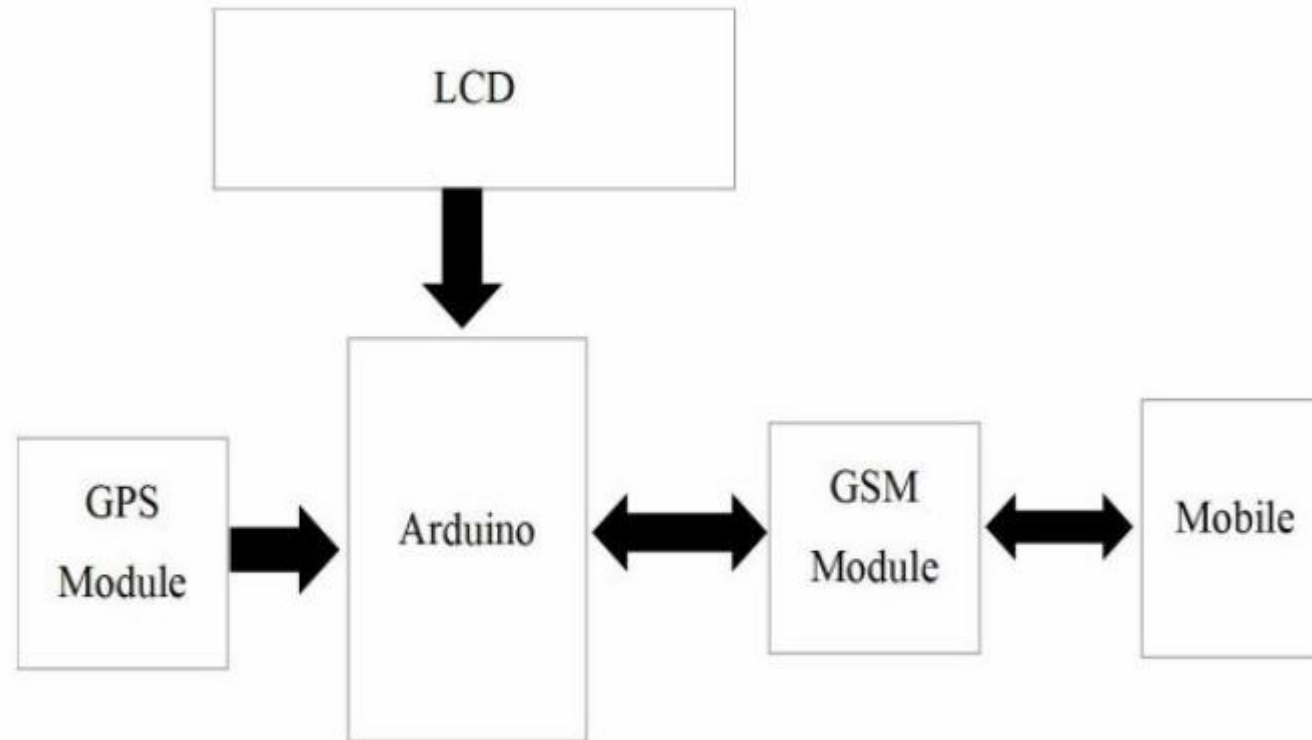 LCD
GPS
Module
Arduino
GSM
Module
Mobile